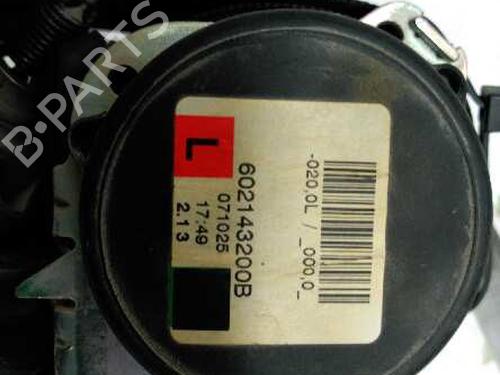 B-PARTS
L
602143200B
071025
17:49
2.13
-020,0L / _000,0_